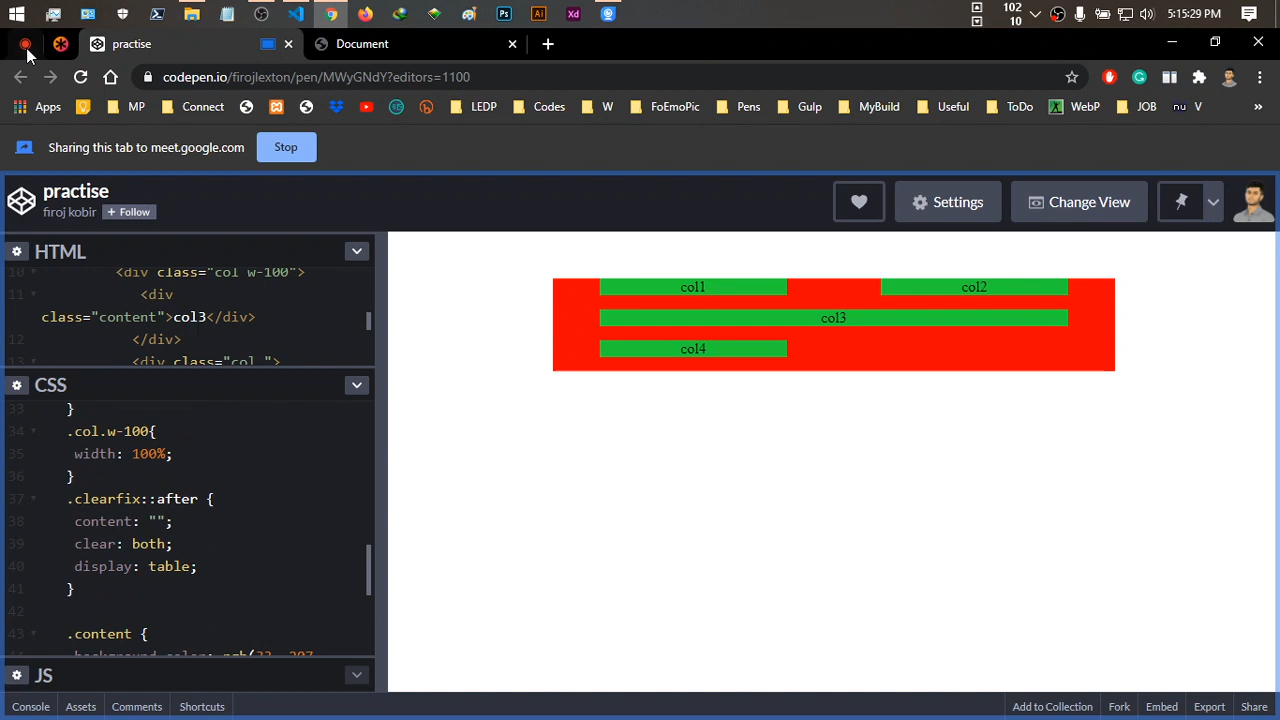 102
10
5:15:29 PM
practise
Document
codepen.io/firojlexton/pen/MWyGNdY?editors=1100
Apps
MP
Connect
LEDP
Codes
W
FoEmoPic
Pens
Gulp
MyBuild
Useful
ToDo
WebP
JOB
nu V
»
Sharing this tab to meet.google.com
Stop
practise
firoj kobir
+ Follow
Settings
Change View
HTML
10 <div class="col w-100">
11 <div
class="content">col3</div>
12 </div>
13 <div class="col ">
CSS
33 }
34 .col.w-100{
35 width: 100%;
36 }
37 .clearfix::after {
38 content: "";
39 clear: both;
40 display: table;
41 }
42
43 .content {
JS
col1
col2
col3
col4
Console
Assets
Comments
Shortcuts
Add to Collection
Fork
Embed
Export
Share